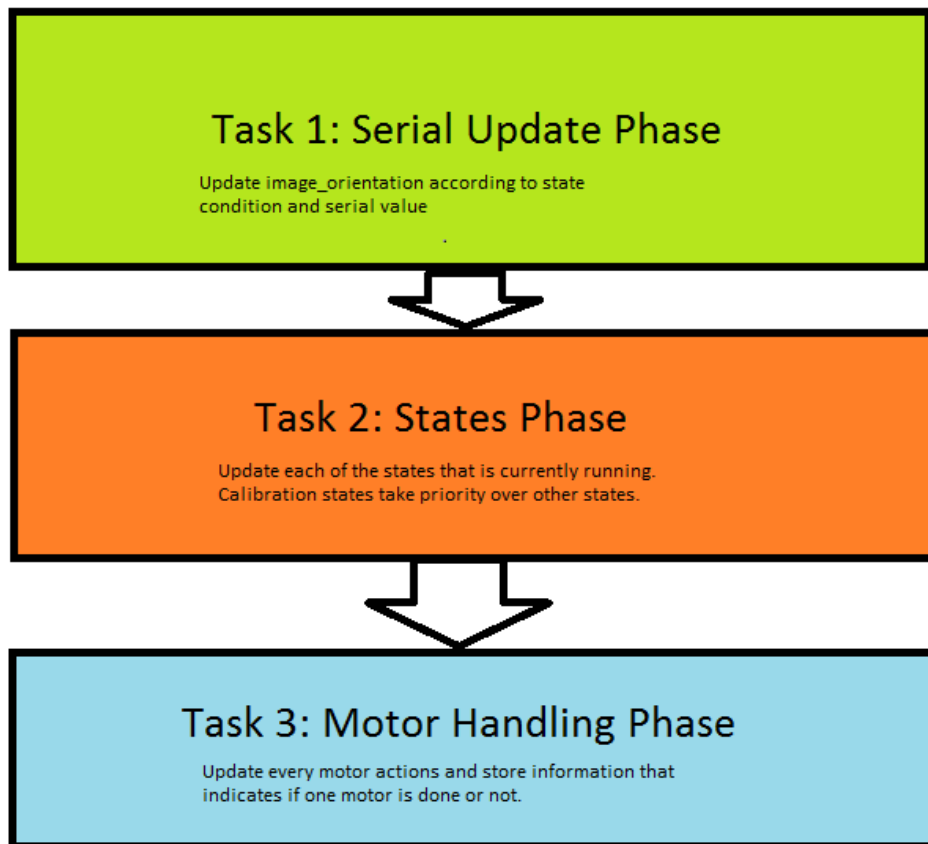 Task 1: Serial Update Phase
Update image_orientation according to state
condition and serial value
.
Task 2: States Phase
Update each of the states that is currently running.
Calibration states take priority over other states.
Task 3: Motor Handling Phase
Update every motor actions and store information that
indicates if one motor is done or not.